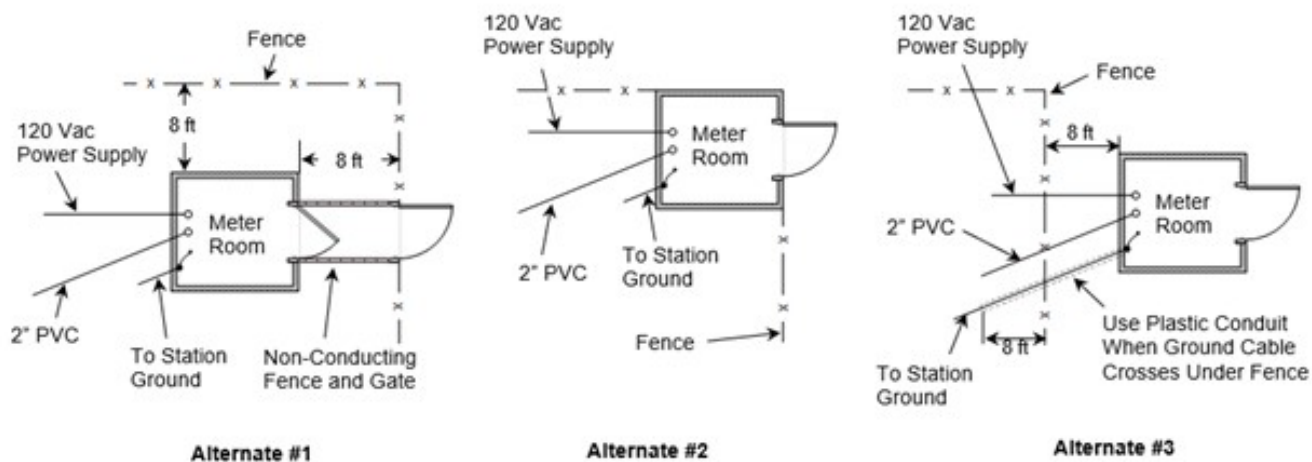 Fence
8 ft
120 Vac
Power Supply
8 ft
Meter
Room
2" PVC
To Station
Ground
Non-Conducting
Fence and Gate
Alternate #1
120 Vac
Power Supply
Meter
Room
2" PVC
To Station
Ground
Fence
Alternate #2
120 Vac
Power Supply
Fence
8 ft
Meter
Room
2" PVC
8 ft
Use Plastic Conduit
When Ground Cable
Crosses Under Fence
To Station
Ground
Alternate #3